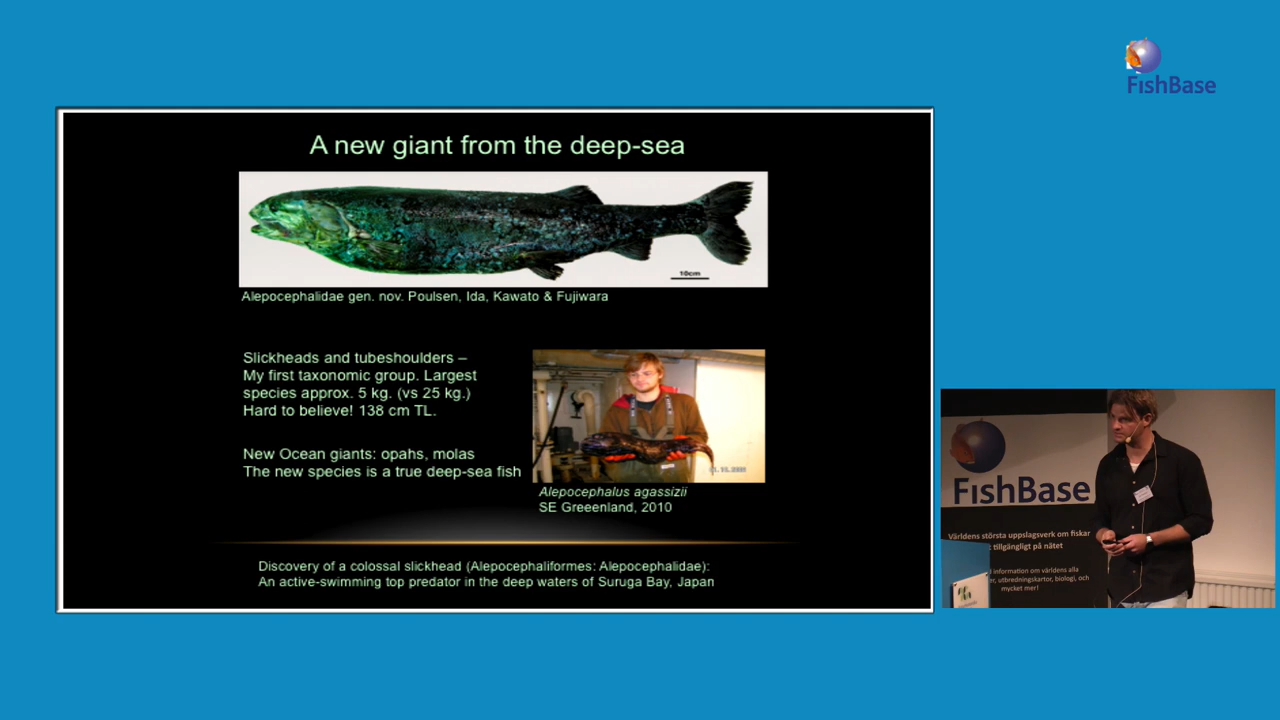 FishBase
A new giant from the deep-sea
10cm
Alepocephalidae gen. nov. Poulsen, Ida, Kawato & Fujiwara
Slickheads and tubeshoulders –
My first taxonomic group. Largest
species approx. 5 kg. (vs 25 kg.)
Hard to believe! 138 cm TL.
New Ocean giants: opahs, molas
The new species is a true deep-sea fish
Alepocephalus agassizii
SE Greeenland, 2010
Discovery of a colossal slickhead (Alepocephaliformes: Alepocephalidae):
An active-swimming top predator in the deep waters of Suruga Bay, Japan
FishBase
Världens största uppslagsverk om fiskar
tillgängligt på nätet
information om världens alla
utbredningskartor, biologi, och
mycket mer!